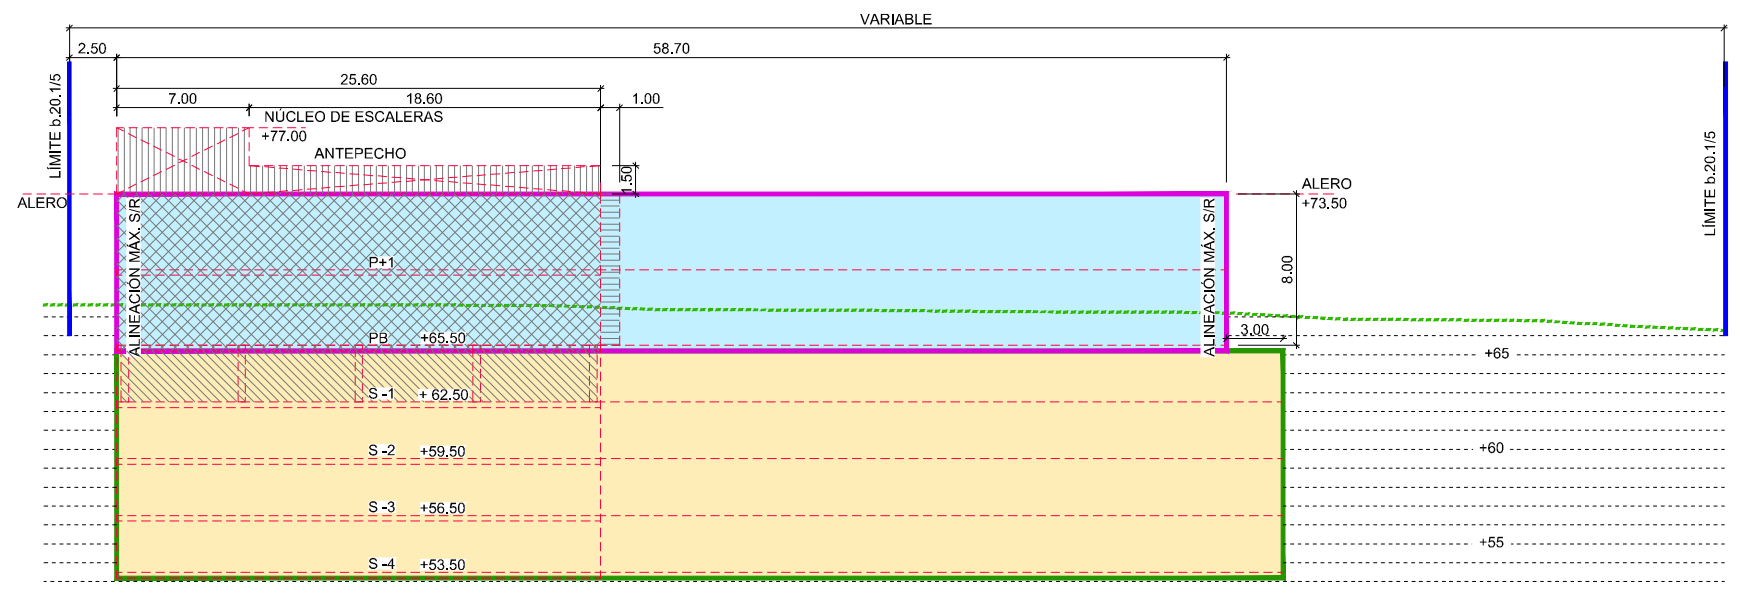 VARIABLE
2.50
58.70
25.60
7.00
18.60
1.00
LÍMITE b.20.1/5
NÚCLEO DE ESCALERAS
+77.00
ANTEPECHO
1.50
ALERO
ALERO
+73.50
LÍMITE b.20.1/5
ALINEACIÓN MÁX. S/R
ALINEACIÓN MÁX. S/R
P+1
8.00
PB +65.50
3.00
+65
S-1 + 62.50
S-2 +59.50
+60
S-3 +56.50
+55
S-4 +53.50